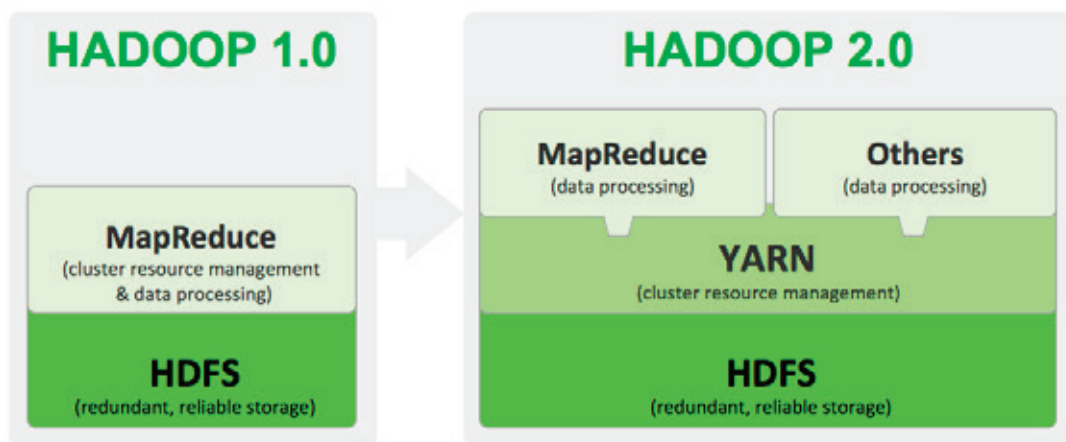 HADOOP 1.0
MapReduce
(cluster resource management
& data processing)
HDFS
(redundant, reliable storage)
HADOOP 2.0
MapReduce
(data processing)
Others
(data processing)
YARN
(cluster resource management)
HDFS
(redundant, reliable storage)